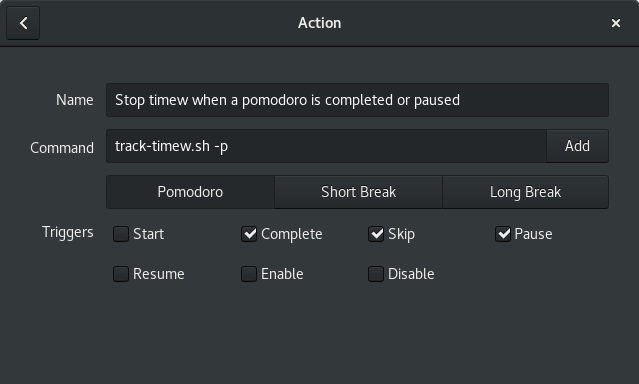 Action
Name Stop timew when a pomodoro is completed or paused
Command track-timew.sh -p Add
Pomodoro Short Break Long Break
Triggers Start Complete Skip Pause
Resume Enable Disable